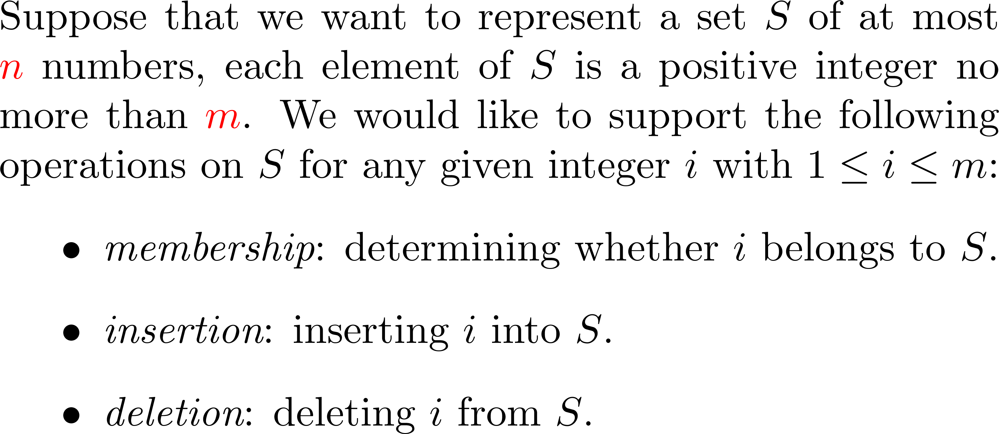 Suppose that we want to represent a set S of at most
n numbers, each element of S is a positive integer no
more than m. We would like to support the following
operations on S for any given integer i with 1 ≤ i ≤ m:
• membership: determining whether i belongs to S.
• insertion: inserting i into S.
• deletion: deleting i from S.